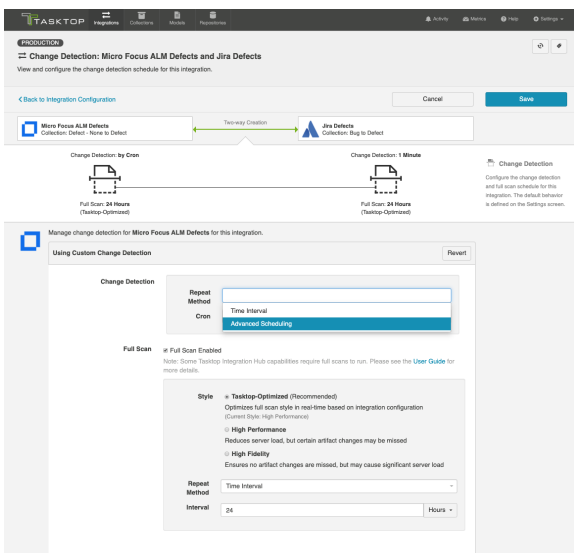 TASKTOP
Integrations
Collections
Models
Repositories
Activity
Metrics
Help
Settings
PRODUCTION
Change Detection: Micro Focus ALM Defects and Jira Defects
View and configure the change detection schedule for this integration.
Back to Integration Configuration
Cancel
Save
Micro Focus ALM Defects
Collection: Defect - None to Defect
Two-way Creation
Jira Defects
Collection: Bug to Defect
Change Detection: by Cron
Change Detection: 1 Minute
Full Scan: 24 Hours
(Tasktop-Optimized)
Full Scan: 24 Hours
(Tasktop-Optimized)
Change Detection
Configure the change detection
and full scan schedule for this
integration. The default behavior
is defined on the Settings screen.
Manage change detection for Micro Focus ALM Defects for this integration.
Using Custom Change Detection
Revert
Change Detection
Repeat
Method
Time Interval
Advanced Scheduling
Cron
Full Scan
Full Scan Enabled
Note: Some Tasktop Integration Hub capabilities require full scans to run. Please see the User Guide for
more details.
Style
Tasktop-Optimized (Recommended)
Optimizes full scan style in real-time based on integration configuration
(Current Style: High Performance)
High Performance
Reduces server load, but certain artifact changes may be missed
High Fidelity
Ensures no artifact changes are missed, but may cause significant server load
Repeat
Method
Time Interval
Interval
24
Hours